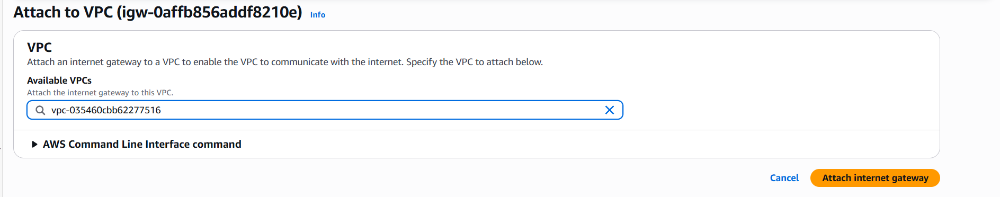 Attach to VPC (igw-0affb856addf8210e) Info
VPC
Attach an internet gateway to a VPC to enable the VPC to communicate with the internet. Specify the VPC to attach below.
Available VPCs
Attach the internet gateway to this VPC.
vpc-035460cbb62277516
AWS Command Line Interface command
Cancel Attach internet gateway